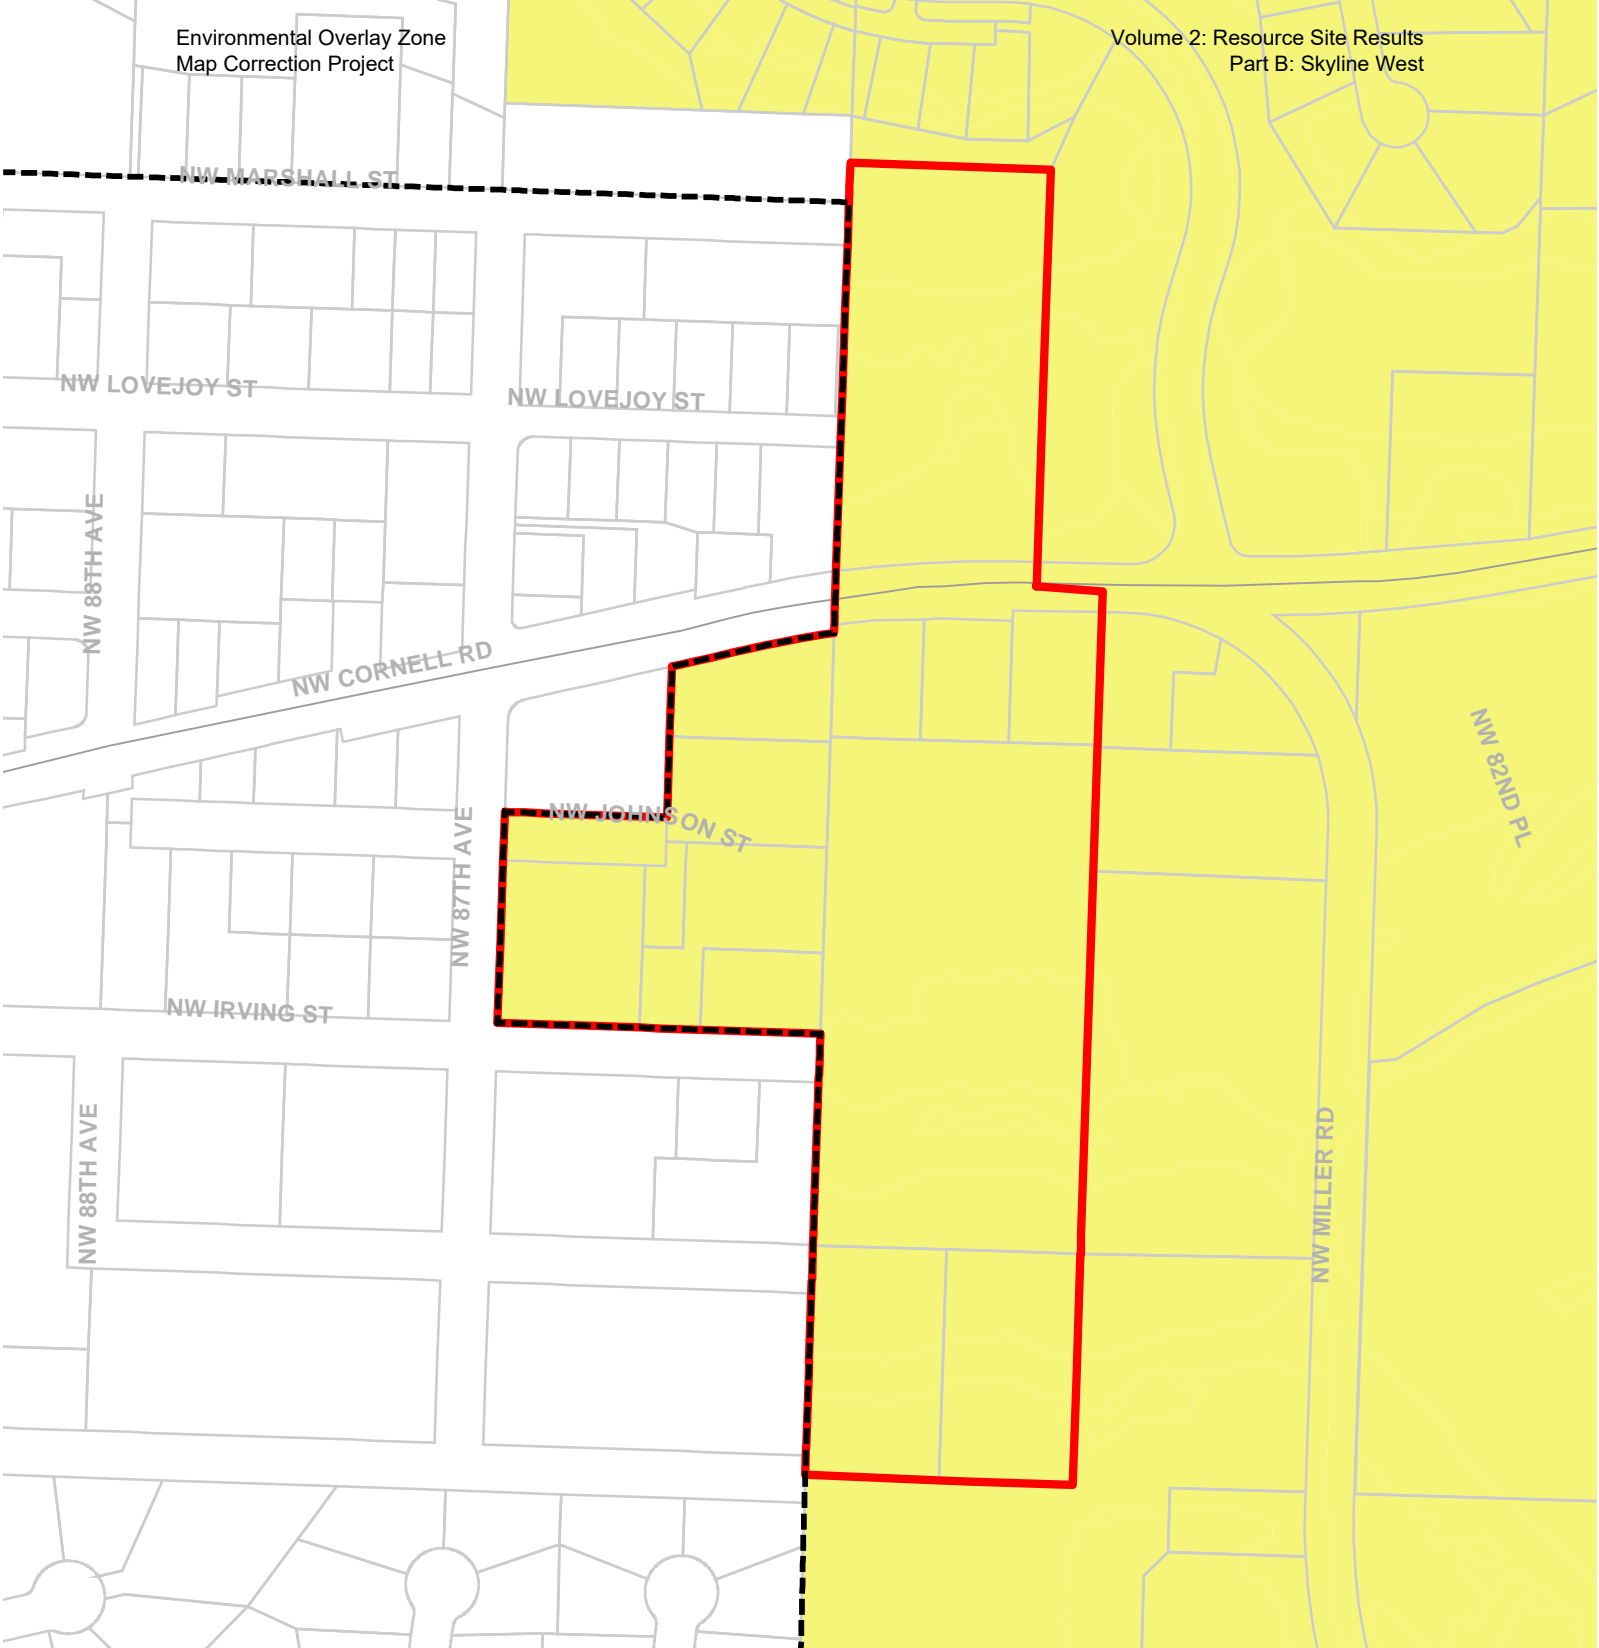 Environmental Overlay Zone
Map Correction Project
Volume 2: Resource Site Results
Part B: Skyline West
NW MARSHALL ST
NW LOVEJOY ST
NW LOVEJOY ST
NW 88TH AVE
NW CORNELL RD
NW 82ND PL
NW JOHNSON ST
NW 87TH AVE
NW IRVING ST
NW 88TH AVE
NW MILLER RD